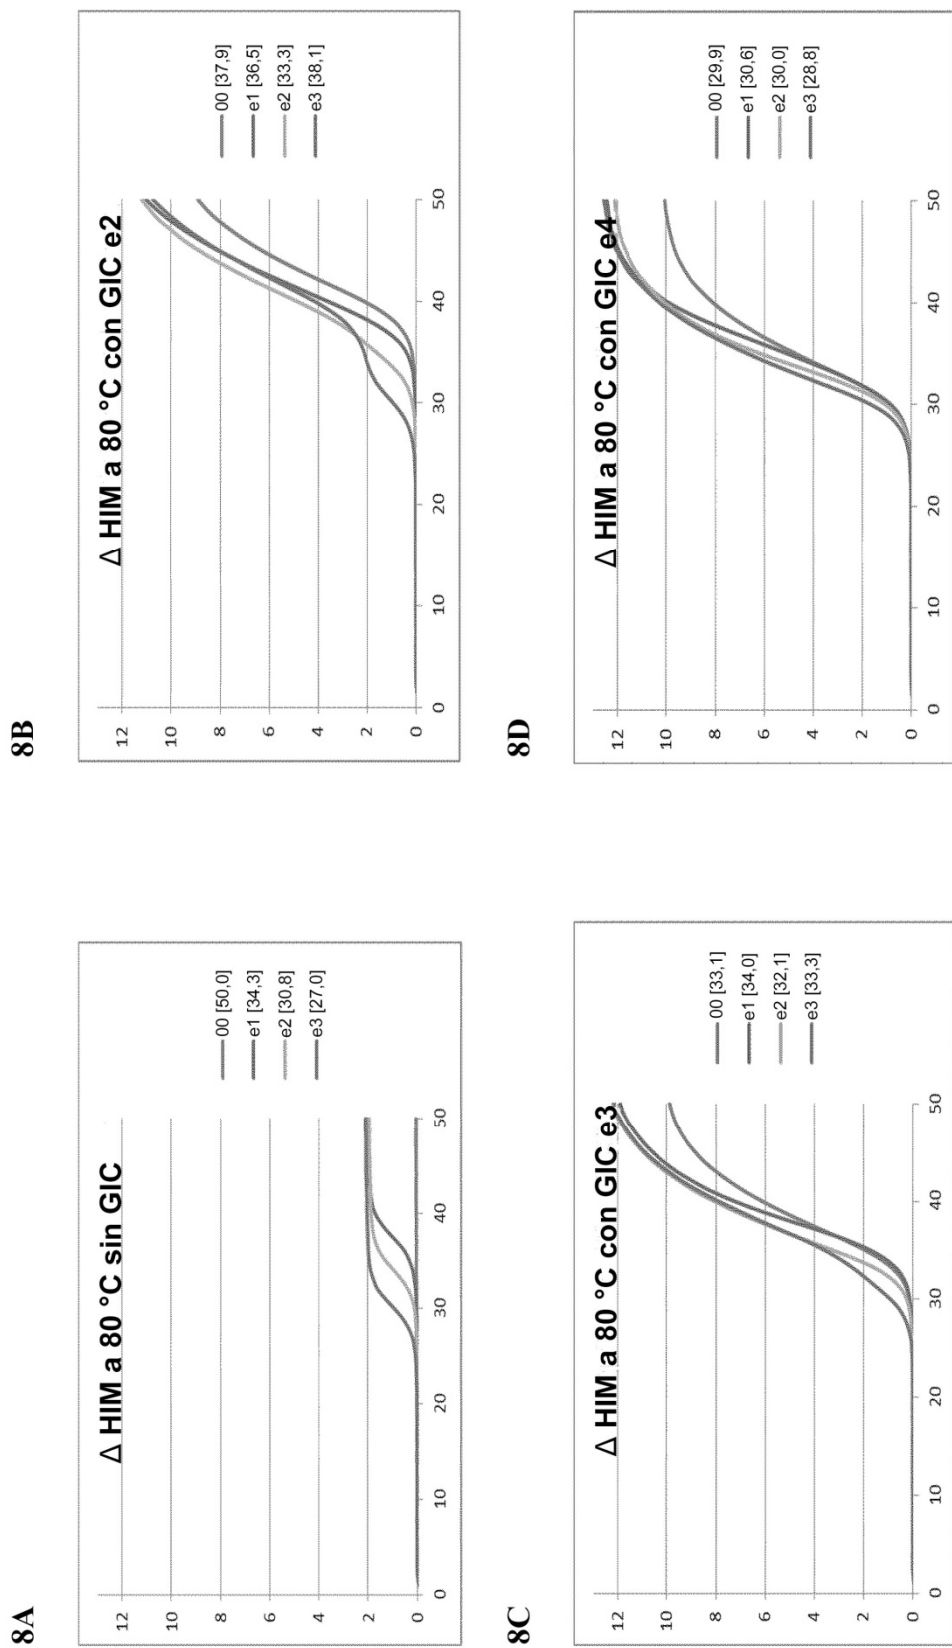 8A
Δ HIM a 80 °C sin GIC
12
10
8
6
4
2
0
0 10 20 30 40 50
00 [50,0]
e1 [34,3]
e2 [30,8]
e3 [27,0]
8B
Δ HIM a 80 °C con GIC e2
12
10
8
6
4
2
0
0 10 20 30 40 50
00 [37,9]
e1 [36,5]
e2 [33,3]
e3 [38,1]
8C
Δ HIM a 80 °C con GIC e3
12
10
8
6
4
2
0
0 10 20 30 40 50
00 [33,1]
e1 [34,0]
e2 [32,1]
e3 [33,3]
8D
Δ HIM a 80 °C con GIC e4
12
10
8
6
4
2
0
0 10 20 30 40 50
00 [29,9]
e1 [30,6]
e2 [30,0]
e3 [28,8]